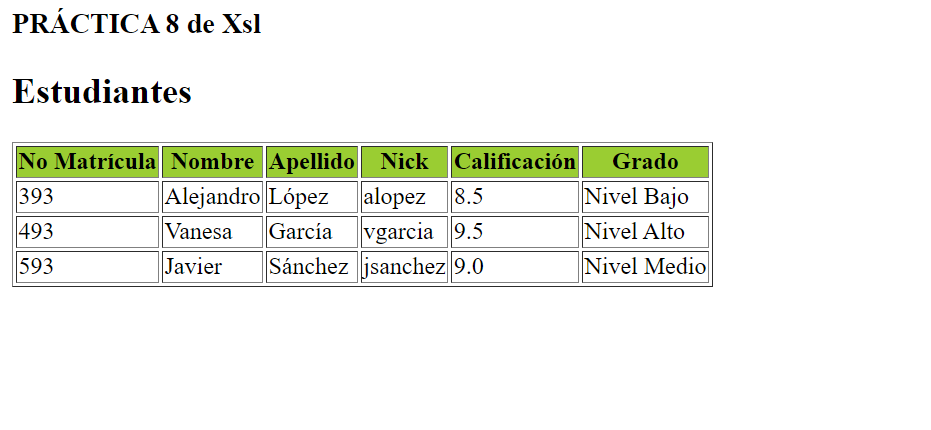 PRÁCTICA 8 de Xsl
Estudiantes
No Matrícula Nombre Apellido Nick Calificación Grado
393 Alejandro López alopez 8.5 Nivel Bajo
493 Vanesa García vgarcia 9.5 Nivel Alto
593 Javier Sánchez jsanchez 9.0 Nivel Medio